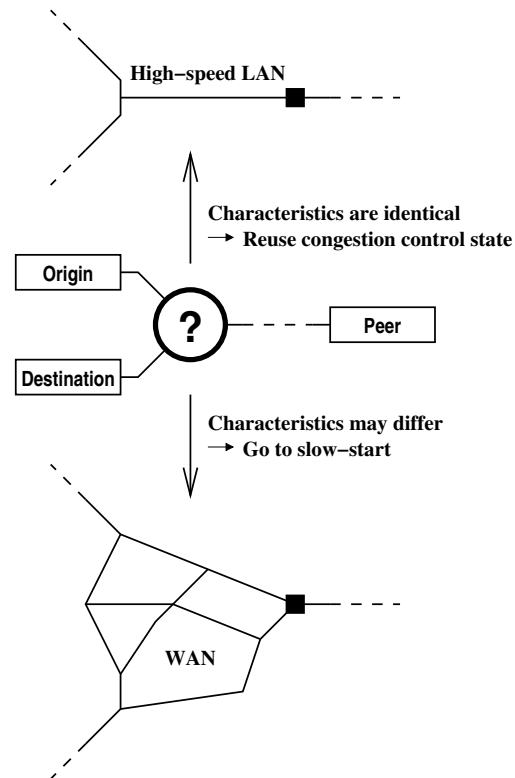 High−speed LAN
Characteristics are identical
→ Reuse congestion control state
Origin
?
Peer
Destination
Characteristics may differ
→ Go to slow−start
WAN